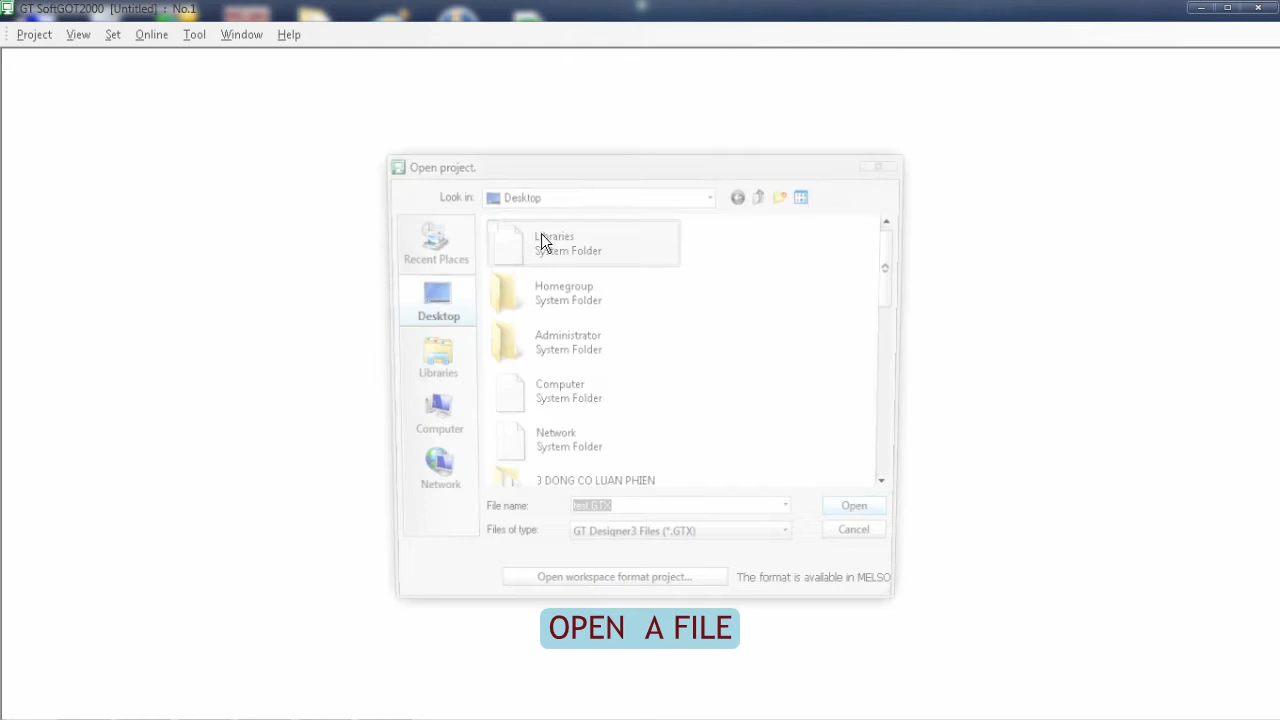 GT SoftGOT2000 [Untitled] : No.1
Project View Set Online Tool Window Help
Open project.
Look in: Desktop
Recent Places
Desktop
Libraries
Computer
Network
Libraries
System Folder
Homegroup
System Folder
Administrator
System Folder
Computer
System Folder
Network
System Folder
3 DONG CO LUAN PHIEN
File name: test.GTX Open
Files of type: GT Designer3 Files (*.GTX) Cancel
Open workspace format project... The format is available in MELSO
OPEN A FILE